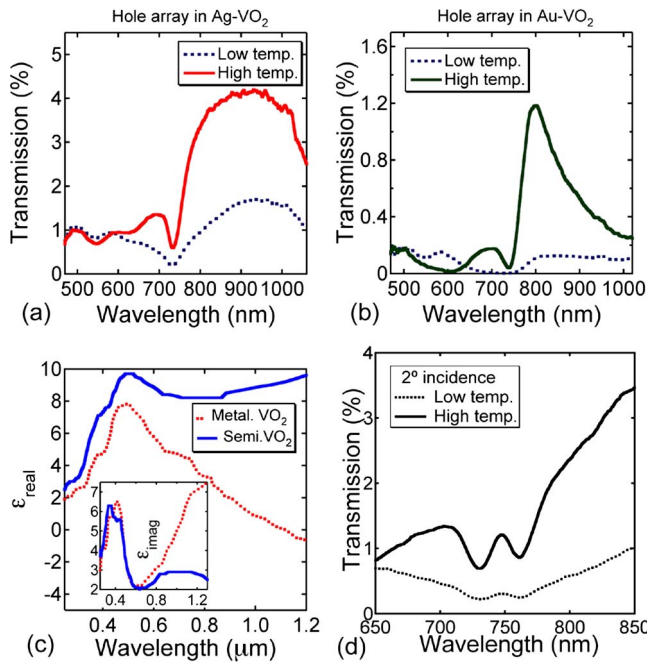 Hole array in Ag-VO2
Hole array in Au-VO2
Transmission (%)
5
4
3
2
1
0
Low temp.
High temp.
500 600 700 800 900 1000
Wavelength (nm)
(a)
Transmission (%)
1.6
1.2
0.8
0.4
0
Low temp.
High temp.
500 600 700 800 900 1000
Wavelength (nm)
(b)
εreal
10
8
6
4
2
0
-2
Metal. VO2
Semi.VO2
εimag
7
6
5
4
3
2
0.4 0.8 1.2
0.4 0.6 0.8 1.0 1.2
Wavelength (μm)
(c)
Transmission (%)
4
3
2
1
0
2º incidence
Low temp.
High temp.
650 700 750 800 850
Wavelength (nm)
(d)